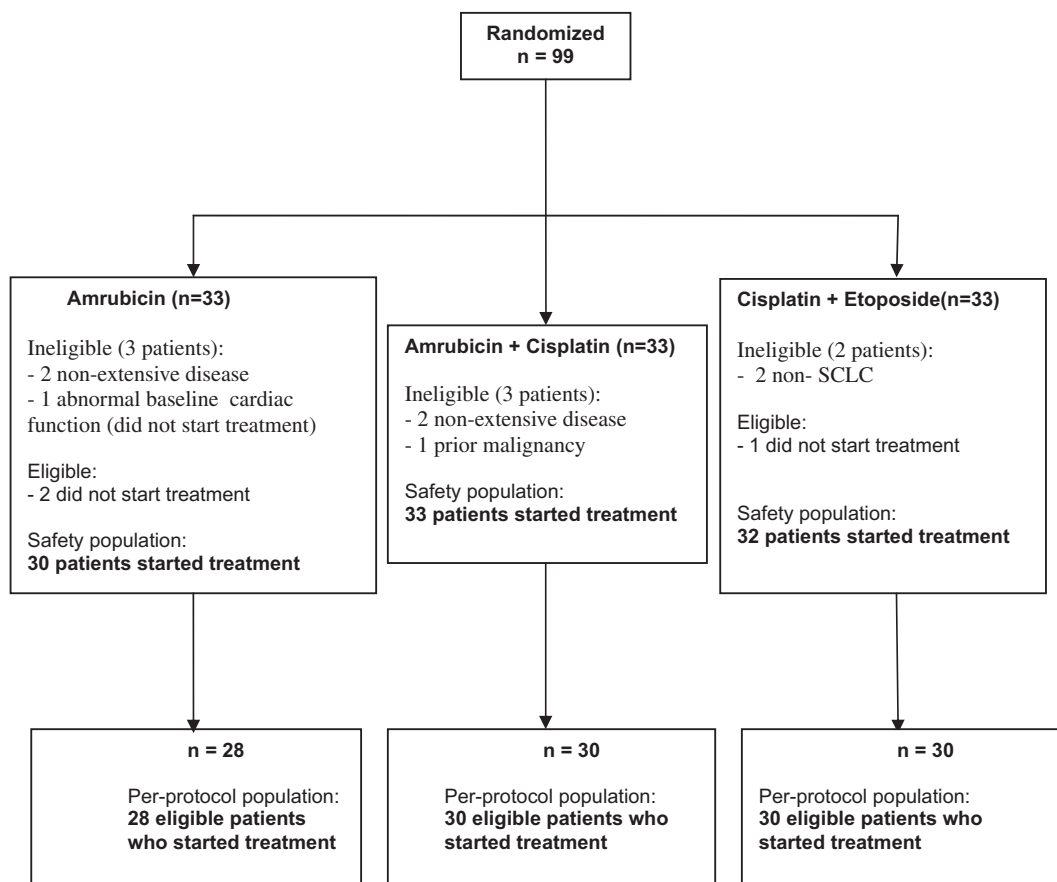 Randomized
n = 99
Amrubicin (n=33)
Ineligible (3 patients):
- 2 non-extensive disease
- 1 abnormal baseline cardiac
function (did not start treatment)
Eligible:
- 2 did not start treatment
Safety population:
30 patients started treatment
Amrubicin + Cisplatin (n=33)
Ineligible (3 patients):
- 2 non-extensive disease
- 1 prior malignancy
Safety population:
33 patients started treatment
Cisplatin + Etoposide(n=33)
Ineligible (2 patients):
- 2 non- SCLC
Eligible:
- 1 did not start treatment
Safety population:
32 patients started treatment
n = 28
Per-protocol population:
28 eligible patients
who started treatment
n = 30
Per-protocol population:
30 eligible patients who
started treatment
n = 30
Per-protocol population:
30 eligible patients who
started treatment